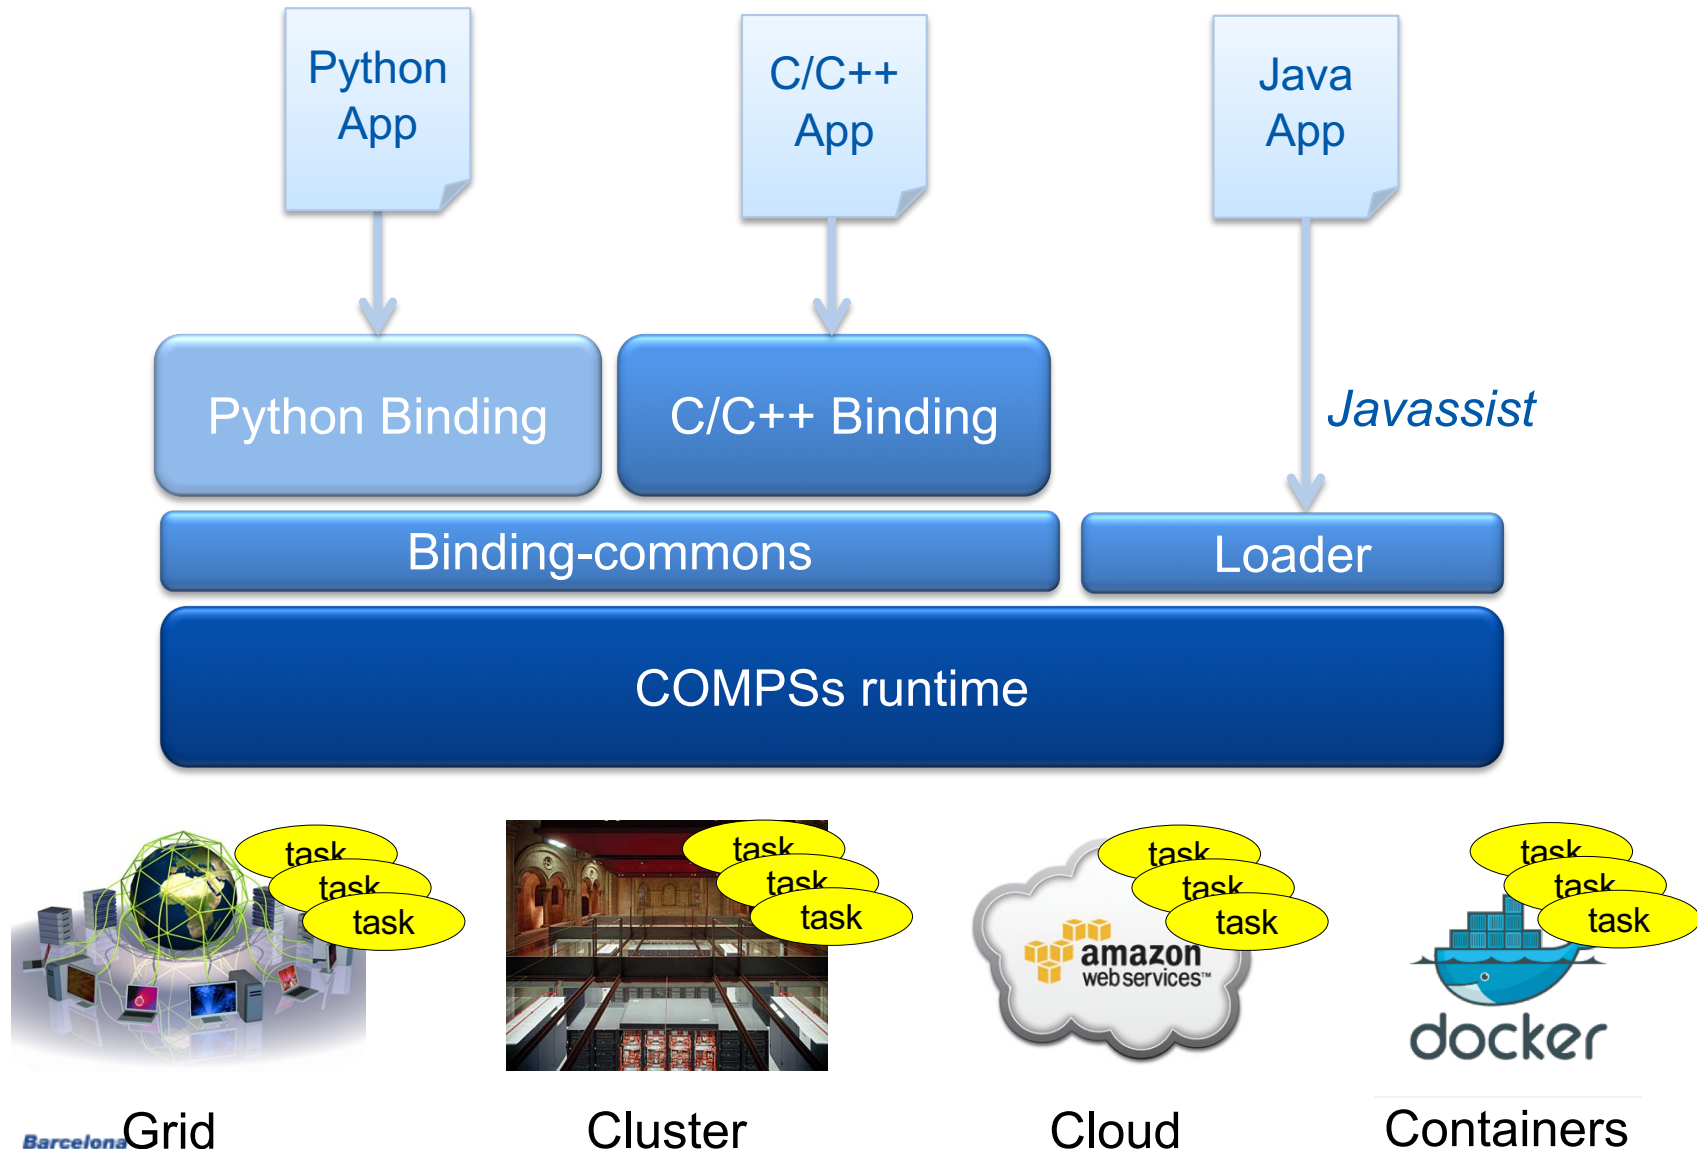 Python
App
C/C++
App
Java
App
Python Binding
C/C++ Binding
Javassist
Binding-commons
Loader
COMPSs runtime
task
task
task
task
task
task
task
task
task
task
task
task
amazon
webservices™
docker
Grid
Cluster
Cloud
Containers
Barcelona